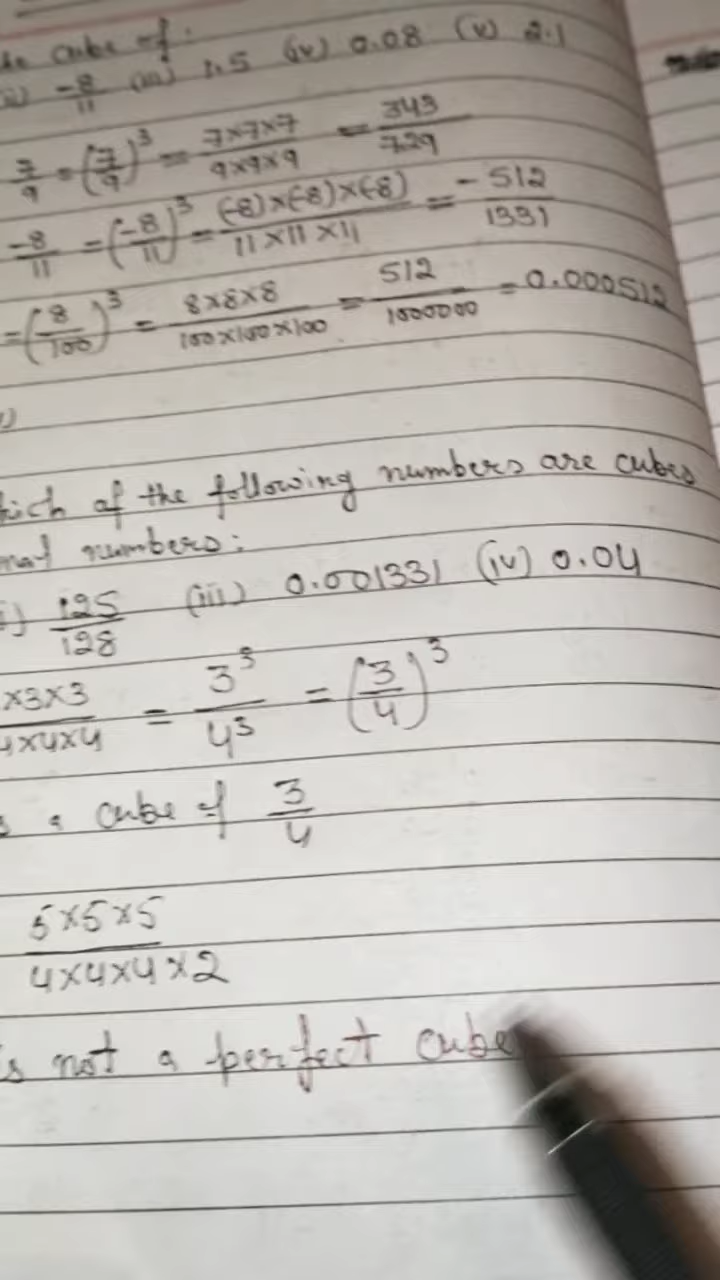 cube of.
-8/11 (iii) 1.5 (iv) 0.08 (v) 2.1
7/9 = (7/9)³ = 7×7×7/9×9×9 = 343/729
-8/11 = (-8/11)³ = (-8)×(-8)×(-8)/11×11×11 = -512/1331
= (8/100)³ = 8×8×8/100×100×100 = 512/1000000 = 0.000512
of the following numbers are cubes
numbers:
125/128 (iii) 0.001331 (iv) 0.04
×3×3/4×4×4 = 3³/4³ = (3/4)³
a cube of 3/4
5×5×5/4×4×4×2
is not a perfect cube